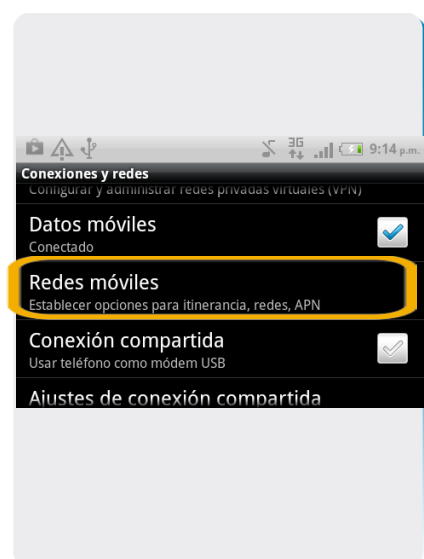 3G
9:14 p.m.
Conexiones y redes
Configurar y administrar redes privadas virtuales (VPN)
Datos móviles
Conectado
Redes móviles
Establecer opciones para itinerancia, redes, APN
Conexión compartida
Usar teléfono como módem USB
Ajustes de conexión compartida